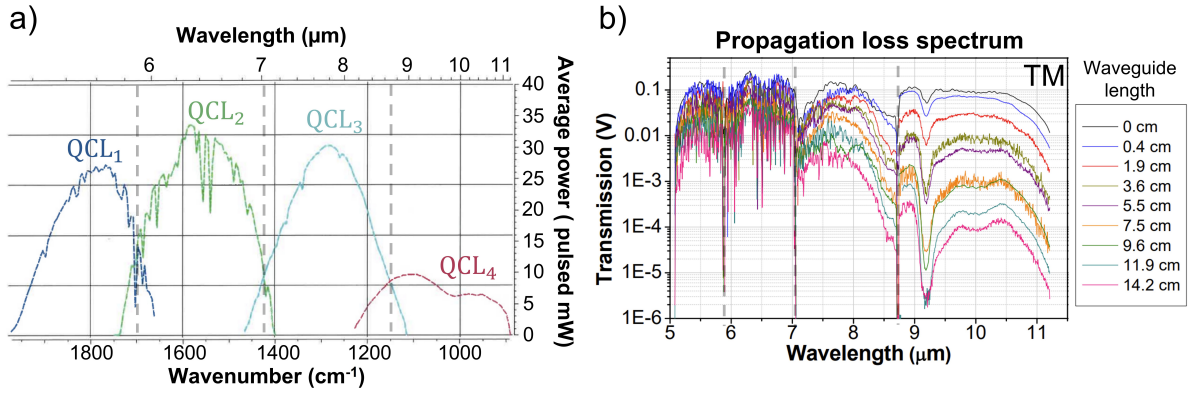 a)
Wavelength (µm)
6 7 8 9 10 11
QCL1
QCL2
QCL3
QCL4
40
35
30
25
20
15
10
5
0
Average power ( pulsed mW)
1800 1600 1400 1200 1000
Wavenumber (cm-1)
b)
Propagation loss spectrum
TM
Transmission (V)
0.1
0.01
1E-3
1E-4
1E-5
1E-6
5 6 7 8 9 10 11
Wavelength (µm)
Waveguide
length
0 cm
0.4 cm
1.9 cm
3.6 cm
5.5 cm
7.5 cm
9.6 cm
11.9 cm
14.2 cm